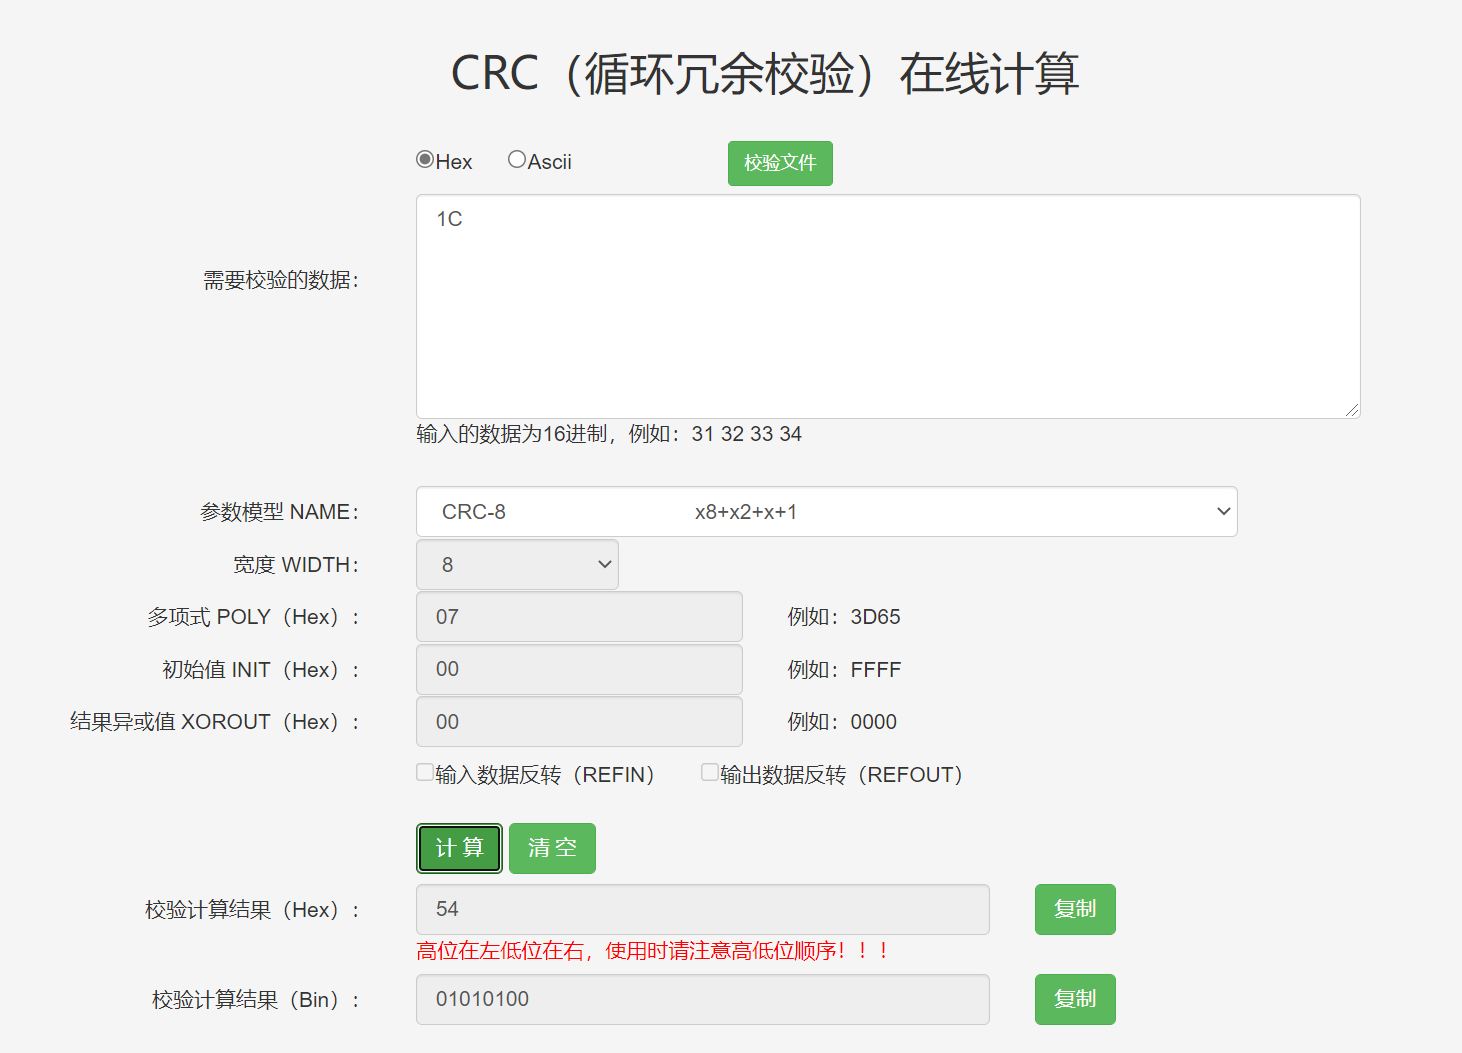 CRC（循环冗余校验）在线计算
Hex Ascii 校验文件
需要校验的数据：
1C
输入的数据为16进制，例如：31 32 33 34
参数模型 NAME： CRC-8 x8+x2+x+1
宽度 WIDTH： 8
多项式 POLY（Hex）： 07 例如：3D65
初始值 INIT（Hex）： 00 例如：FFFF
结果异或值 XOROUT（Hex）： 00 例如：0000
输入数据反转（REFIN） 输出数据反转（REFOUT）
计 算 清 空
校验计算结果（Hex）： 54 复制
高位在左低位在右，使用时请注意高低位顺序！！！
校验计算结果（Bin）： 01010100 复制